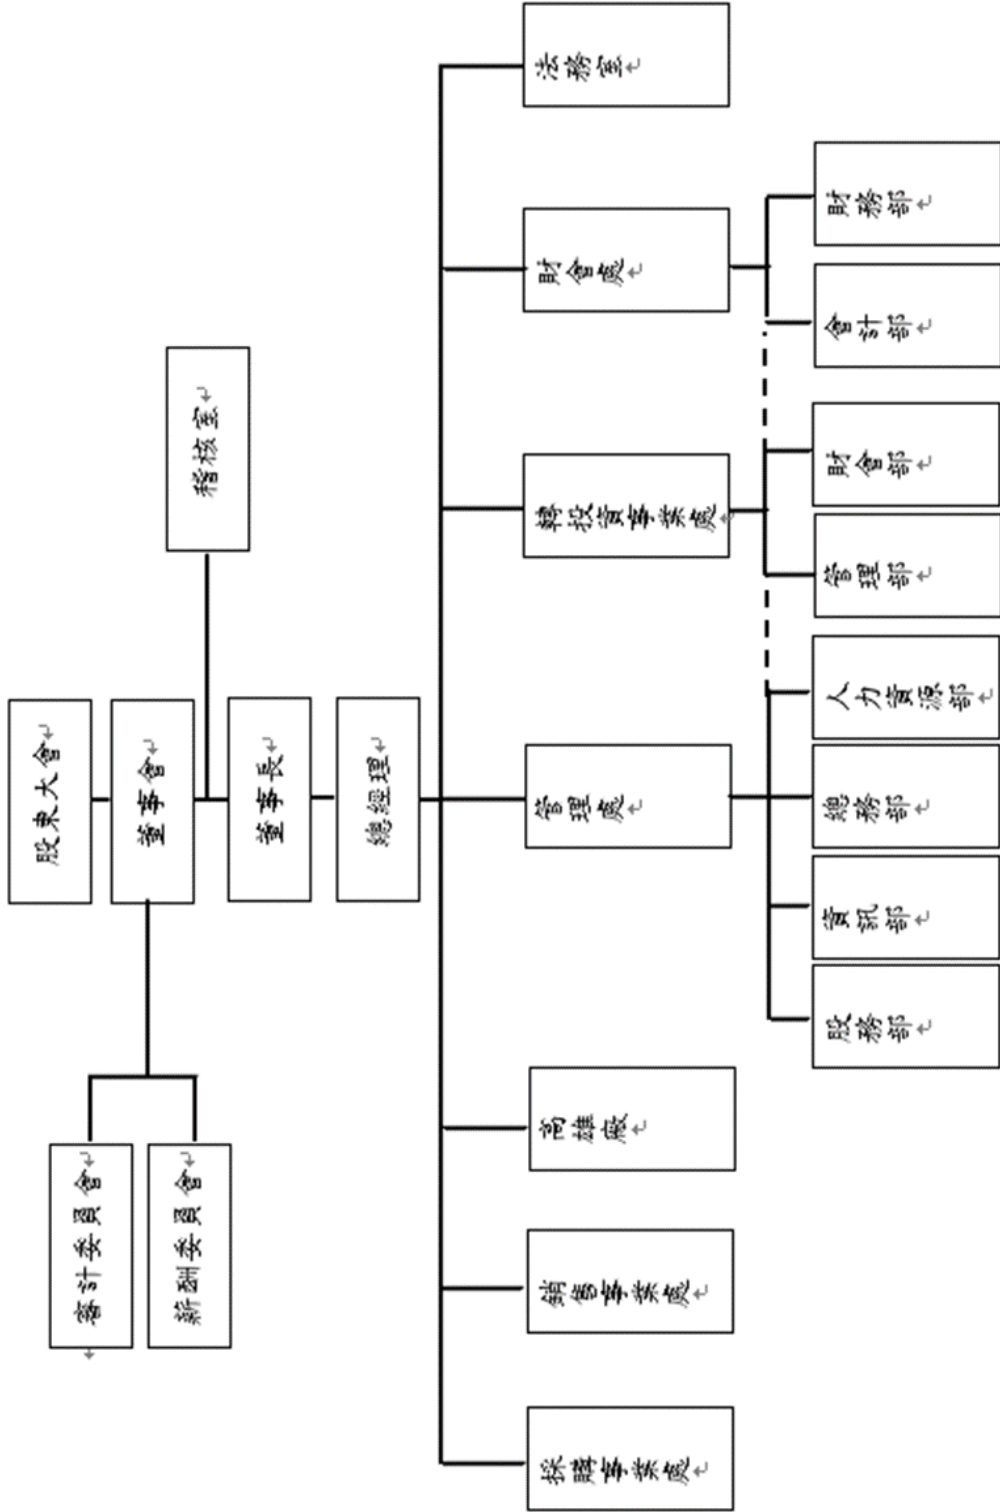 股東大會
審計委員會
董事會
薪酬委員會
稽核室
董事長
總經理
採購事業處
銷售事業處
高雄廠
管理處
轉投資事業處
財會處
法務室
股務部
資訊部
總務部
人力資源部
管理部
財會部
會計部
財務部